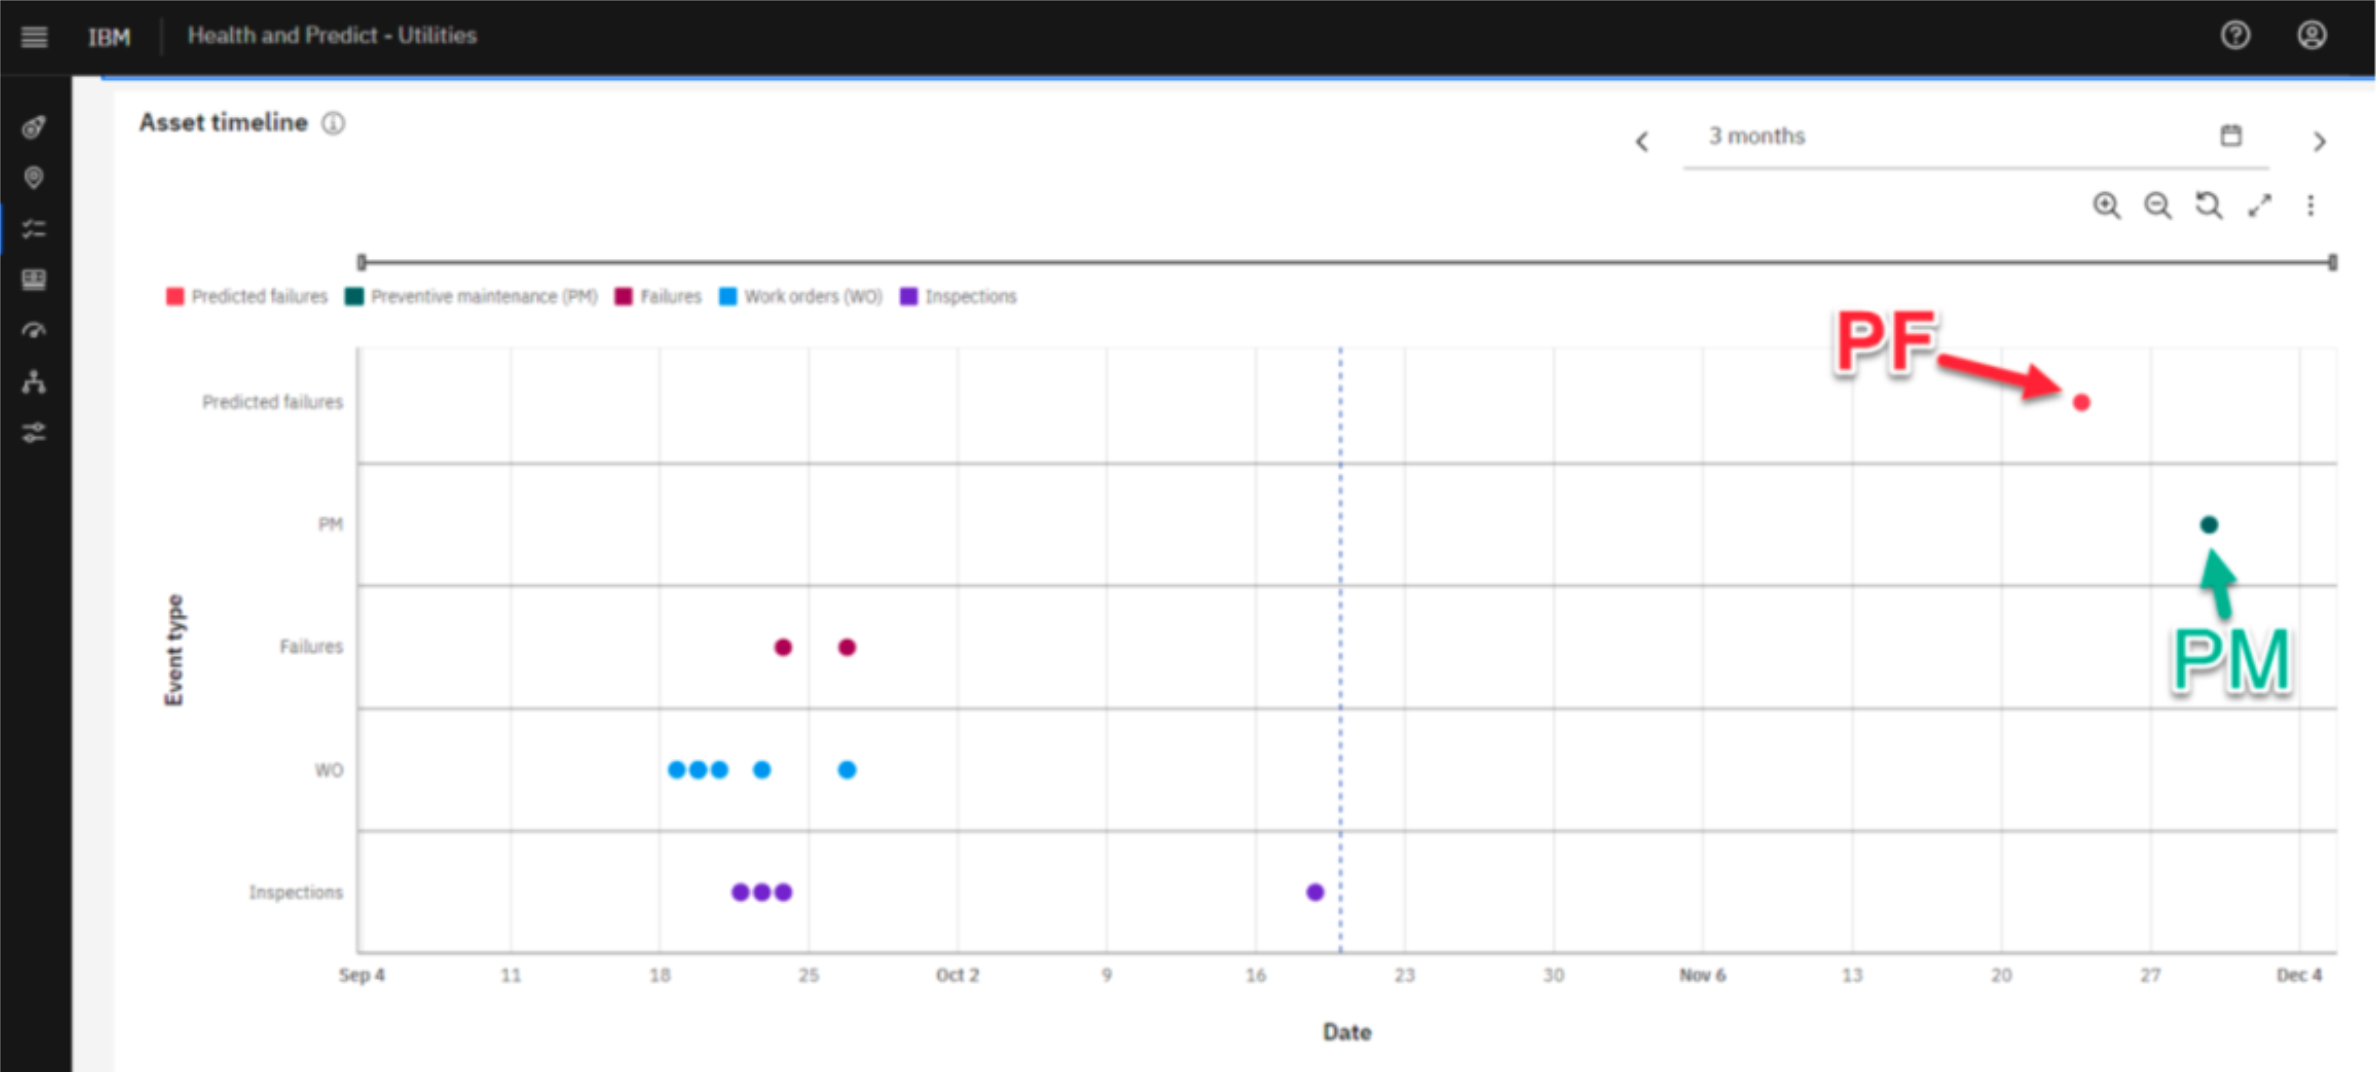 IBM Health and Predict - Utilities
Asset timeline
3 months
Predicted failures Preventive maintenance (PM) Failures Work orders (WO) Inspections
PF
Predicted failures
PM
PM
Failures
WO
Inspections
Event type
Sep 4 11 18 25 Oct 2 9 16 23 30 Nov 6 13 20 27 Dec 4
Date